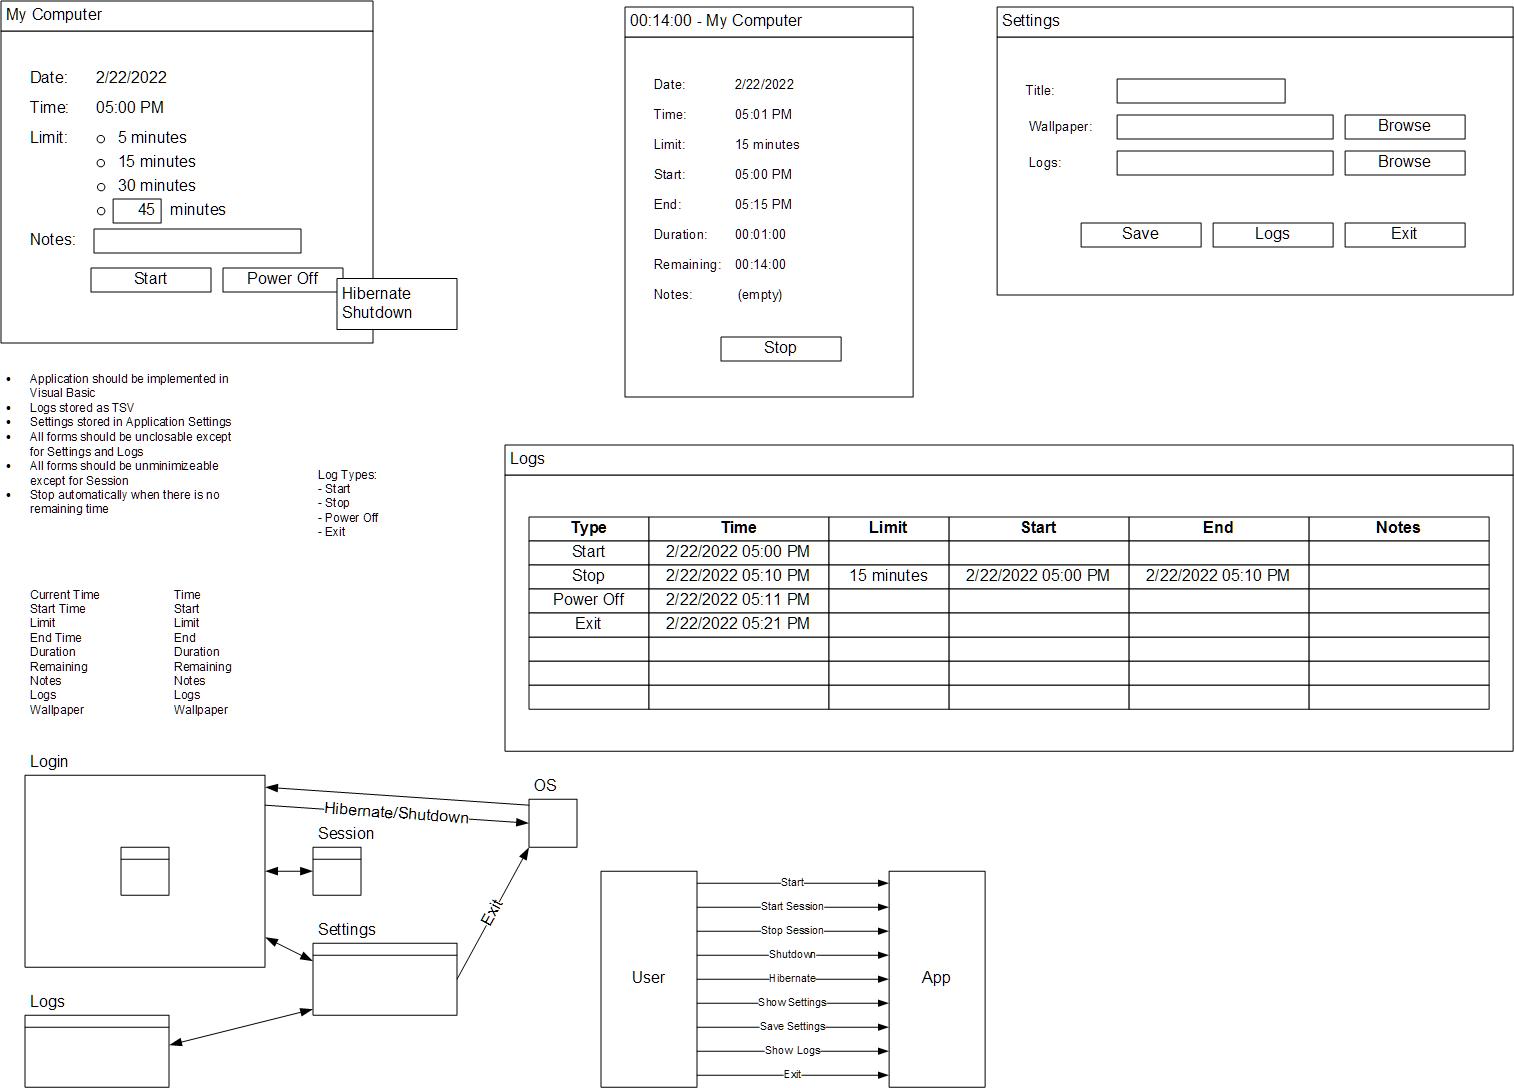 My Computer
Date: 2/22/2022
Time: 05:00 PM
Limit: 5 minutes
15 minutes
30 minutes
45 minutes
Notes:
Start Power Off
Hibernate
Shutdown
00:14:00 - My Computer
Date: 2/22/2022
Time: 05:01 PM
Limit: 15 minutes
Start: 05:00 PM
End: 05:15 PM
Duration: 00:01:00
Remaining: 00:14:00
Notes: (empty)
Stop
Settings
Title:
Wallpaper: Browse
Logs: Browse
Save Logs Exit
• Application should be implemented in
Visual Basic
• Logs stored as TSV
• Settings stored in Application Settings
• All forms should be unclosable except
for Settings and Logs
• All forms should be unminimizeable
except for Session
• Stop automatically when there is no
remaining time
Log Types:
- Start
- Stop
- Power Off
- Exit
Logs
Type Time Limit Start End Notes
Start 2/22/2022 05:00 PM
Stop 2/22/2022 05:10 PM 15 minutes 2/22/2022 05:00 PM 2/22/2022 05:10 PM
Power Off 2/22/2022 05:11 PM
Exit 2/22/2022 05:21 PM
Current Time Time
Start Time Start
Limit Limit
End Time End
Duration Duration
Remaining Remaining
Notes Notes
Logs Logs
Wallpaper Wallpaper
Login
OS
Hibernate/Shutdown
Session
Exit
Settings
Logs
User
Start
Start Session
Stop Session
Shutdown
Hibernate
Show Settings
Save Settings
Show Logs
Exit
App